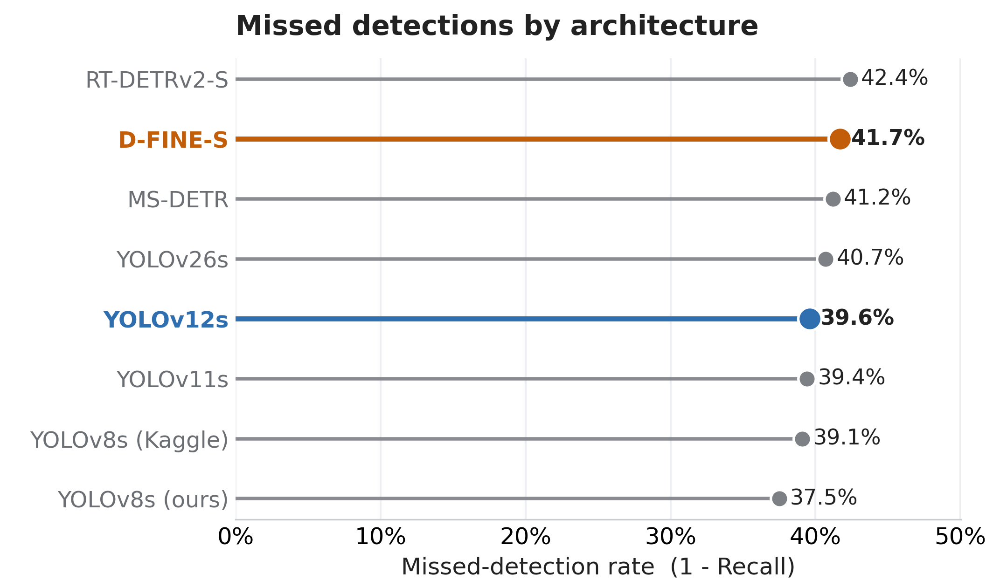 Missed detections by architecture
RT-DETRv2-S 42.4%
D-FINE-S 41.7%
MS-DETR 41.2%
YOLOv26s 40.7%
YOLOv12s 39.6%
YOLOv11s 39.4%
YOLOv8s (Kaggle) 39.1%
YOLOv8s (ours) 37.5%
0% 10% 20% 30% 40% 50%
Missed-detection rate (1 - Recall)